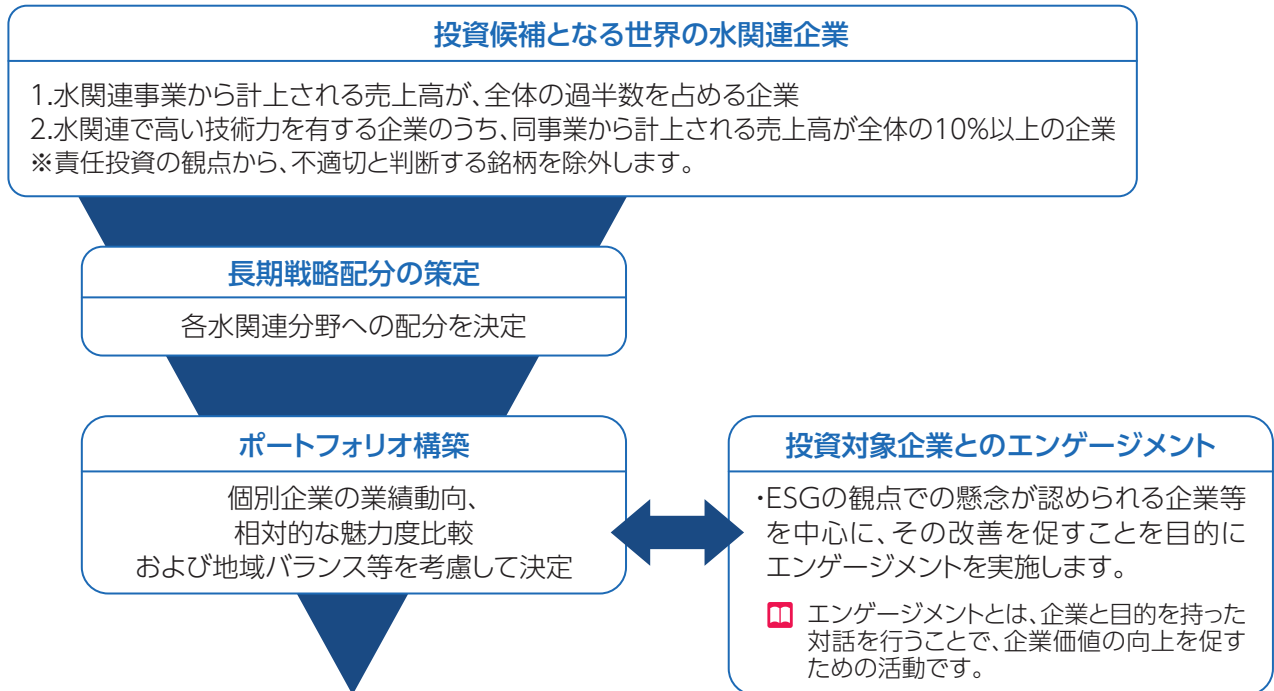 投資候補となる世界の水関連企業
1.水関連事業から計上される売上高が、全体の過半数を占める企業
2.水関連で高い技術力を有する企業のうち、同事業から計上される売上高が全体の10%以上の企業
※責任投資の観点から、不適切と判断する銘柄を除外します。
長期戦略配分の策定
各水関連分野への配分を決定
ポートフォリオ構築
個別企業の業績動向、
相対的な魅力度比較
および地域バランス等を考慮して決定
投資対象企業とのエンゲージメント
・ESGの観点での懸念が認められる企業等
を中心に、その改善を促すことを目的に
エンゲージメントを実施します。
エンゲージメントとは、企業と目的を持った
対話を行うことで、企業価値の向上を促す
ための活動です。